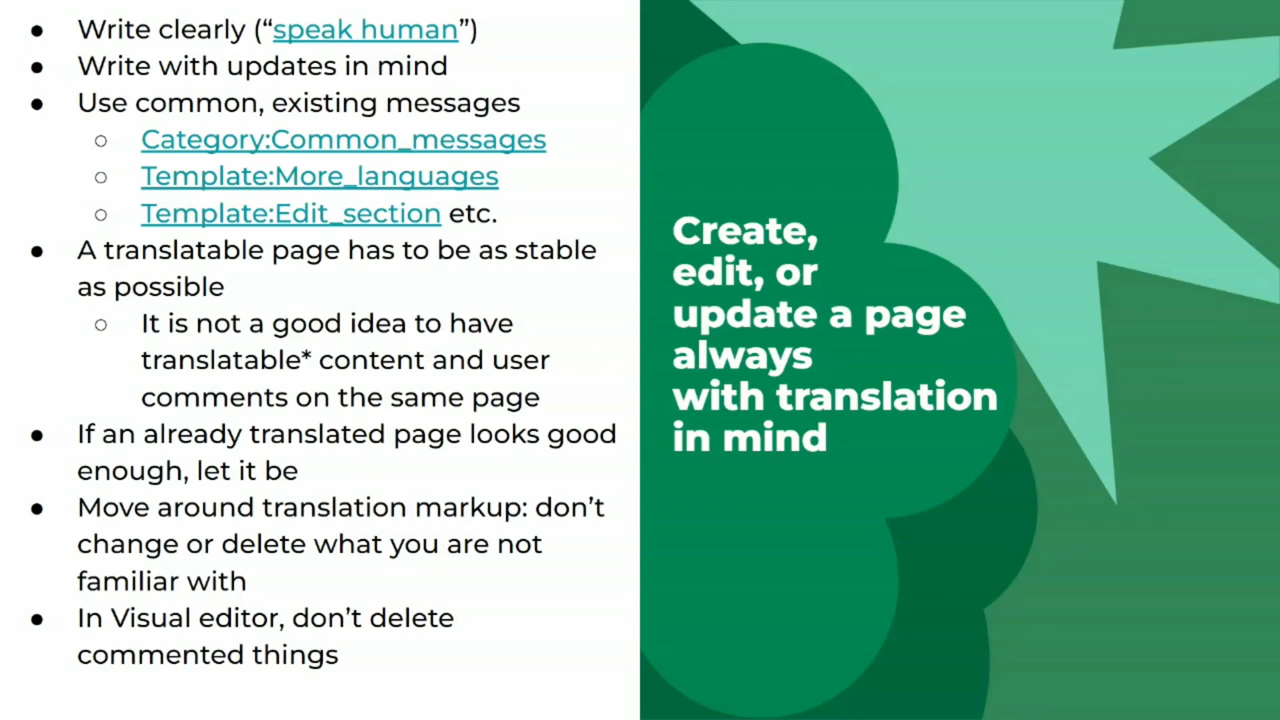 ● Write clearly (“speak human”)
● Write with updates in mind
● Use common, existing messages
○ Category:Common_messages
○ Template:More_languages
○ Template:Edit_section etc.
● A translatable page has to be as stable
as possible
○ It is not a good idea to have
translatable* content and user
comments on the same page
● If an already translated page looks good
enough, let it be
● Move around translation markup: don’t
change or delete what you are not
familiar with
● In Visual editor, don’t delete
commented things
Create,
edit, or
update a page
always
with translation
in mind